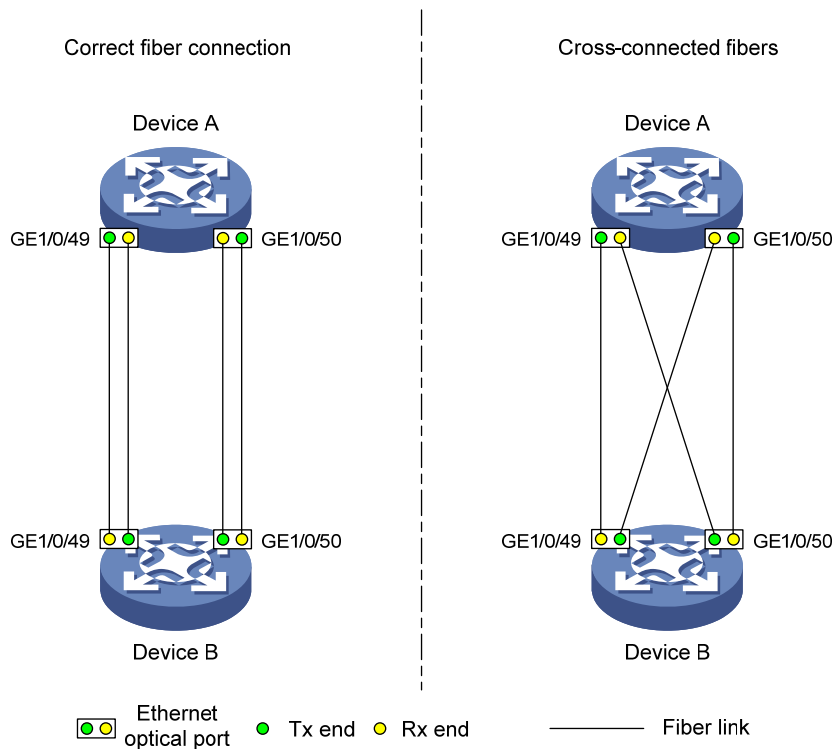 Correct fiber connection
Cross-connected fibers
Device A
Device A
GE1/0/49
GE1/0/50
GE1/0/49
GE1/0/50
GE1/0/49
GE1/0/50
GE1/0/49
GE1/0/50
Device B
Device B
Ethernet
optical port
Tx end
Rx end
Fiber link